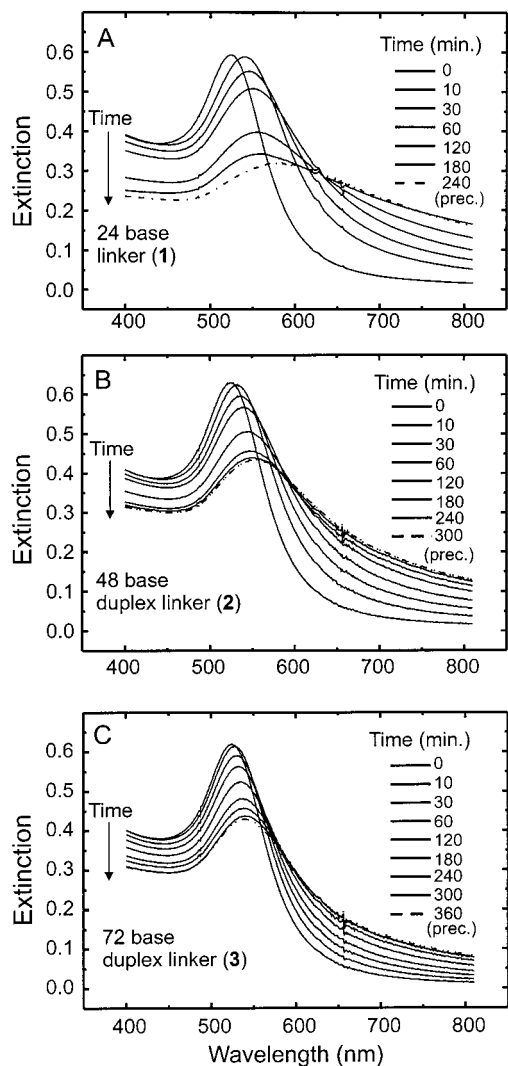 A
Time (min.)
0
10
30
60
120
180
240
(prec.)
Time
24 base
linker (1)
Extinction
0.6
0.5
0.4
0.3
0.2
0.1
0.0
400 500 600 700 800
B
Time (min.)
0
10
30
60
120
180
240
300
(prec.)
Time
48 base
duplex linker (2)
Extinction
0.6
0.5
0.4
0.3
0.2
0.1
0.0
400 500 600 700 800
C
Time (min.)
0
10
30
60
120
180
240
300
360
(prec.)
Time
72 base
duplex linker (3)
Extinction
0.6
0.5
0.4
0.3
0.2
0.1
0.0
400 500 600 700 800
Wavelength (nm)